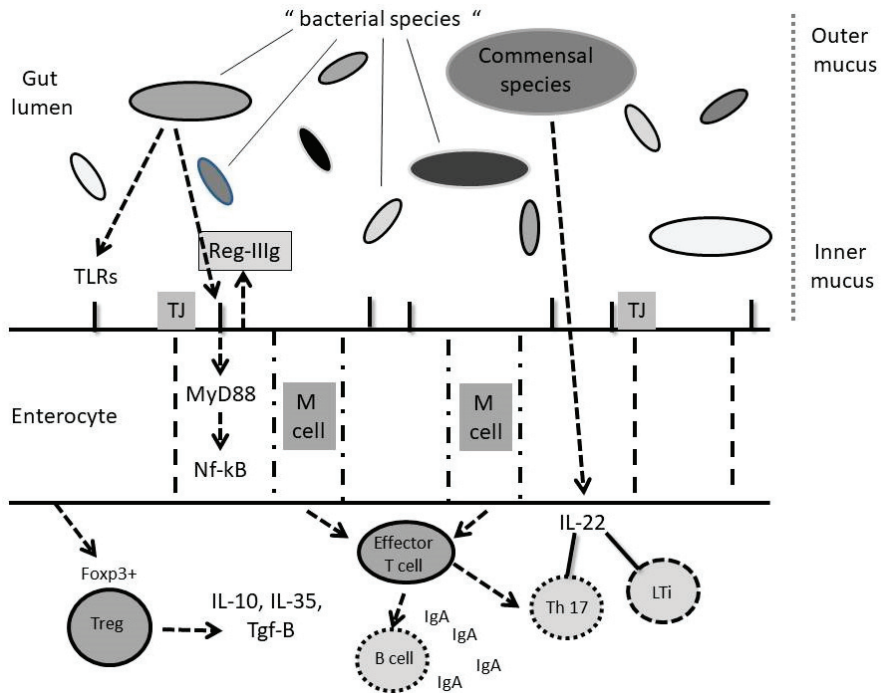 “ bacterial species “
Gut
lumen
Commensal
species
Outer
mucus
TLRs
Reg-IIIg
Inner
mucus
TJ
TJ
Enterocyte
MyD88
Nf-kB
M
cell
M
cell
Foxp3+
Treg
IL-10, IL-35,
Tgf-B
Effector
T cell
B cell
IgA
IgA
IgA
IgA
IgA
IL-22
Th 17
LTi